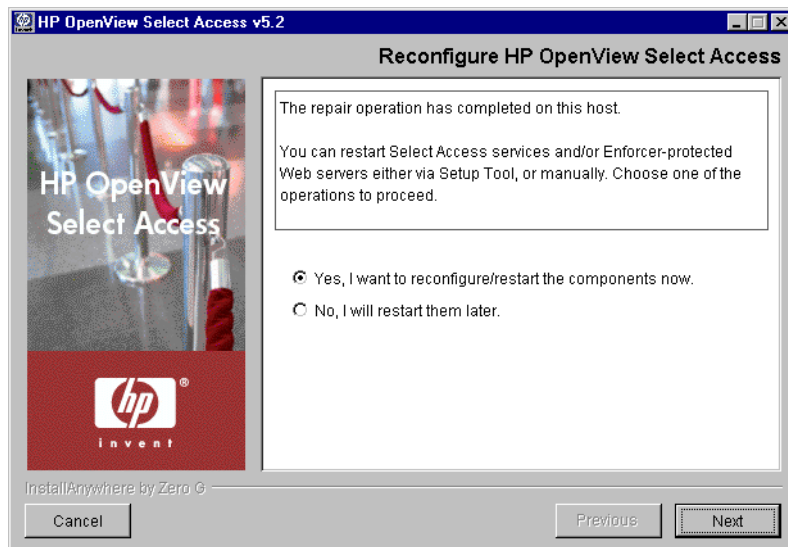 HP OpenView Select Access v5.2
Reconfigure HP OpenView Select Access
HP OpenView
Select Access
hp
®
invent
The repair operation has completed on this host.
You can restart Select Access services and/or Enforcer-protected
Web servers either via Setup Tool, or manually. Choose one of the
operations to proceed.
Yes, I want to reconfigure/restart the components now.
No, I will restart them later.
InstallAnywhere by Zero G
Cancel
Previous
Next